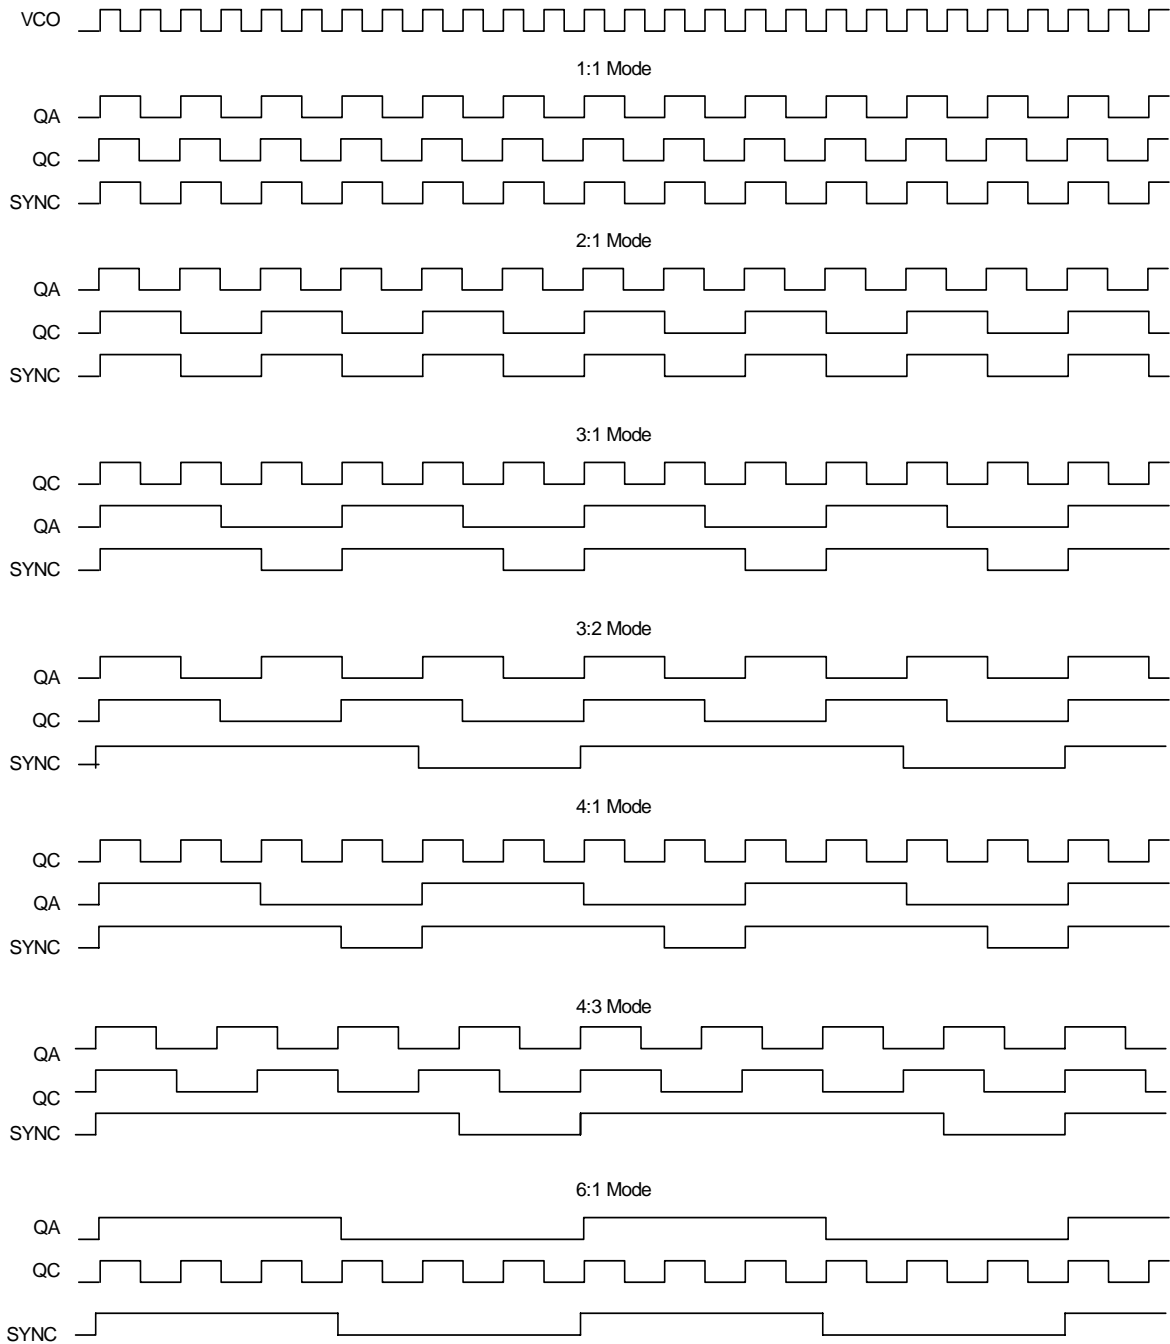 VCO
1:1 Mode
QA
QC
SYNC
2:1 Mode
QA
QC
SYNC
3:1 Mode
QC
QA
SYNC
3:2 Mode
QA
QC
SYNC
4:1 Mode
QC
QA
SYNC
4:3 Mode
QA
QC
SYNC
6:1 Mode
QA
QC
SYNC